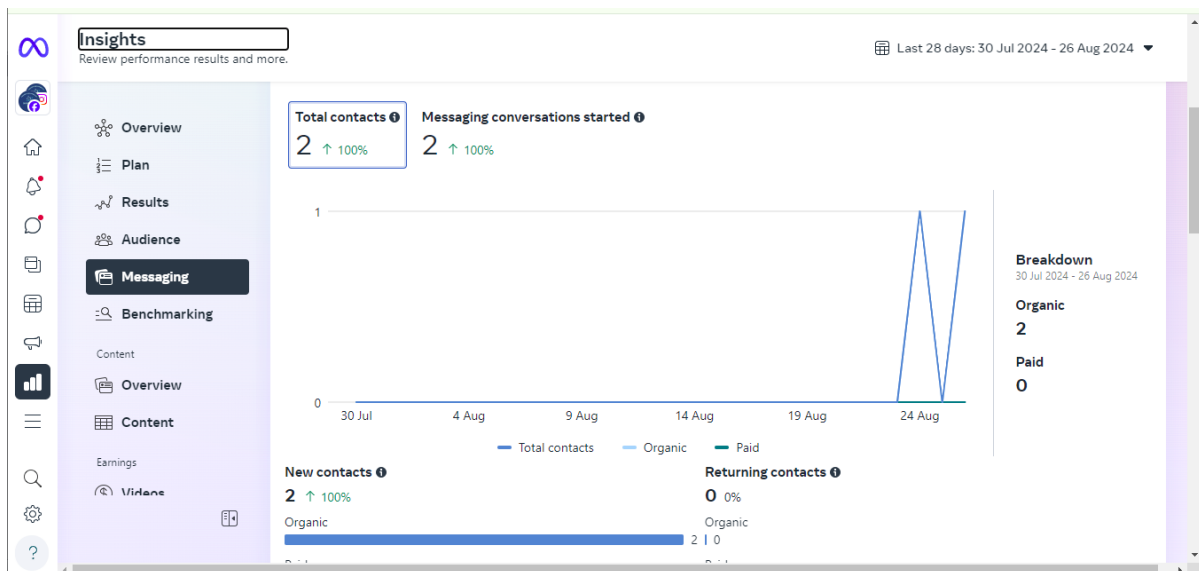 Insights
Review performance results and more.
Last 28 days: 30 Jul 2024 - 26 Aug 2024
Overview
Plan
Results
Audience
Messaging
Benchmarking
Content
Overview
Content
Earnings
Videos
?
Total contacts
2 ↑ 100%
Messaging conversations started
2 ↑ 100%
1
0
30 Jul 4 Aug 9 Aug 14 Aug 19 Aug 24 Aug
Total contacts Organic Paid
Breakdown
30 Jul 2024 - 26 Aug 2024
Organic
2
Paid
0
New contacts
2 ↑ 100%
Organic
2
Returning contacts
0 0%
Organic
0